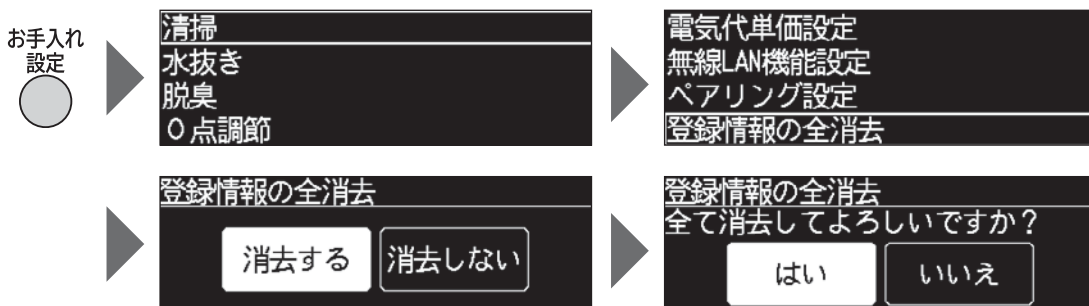 お手入れ
設定
清掃
水抜き
脱臭
０点調節
電気代単価設定
無線LAN機能設定
ペアリング設定
登録情報の全消去
登録情報の全消去
消去する
消去しない
登録情報の全消去
全て消去してよろしいですか？
はい
いいえ